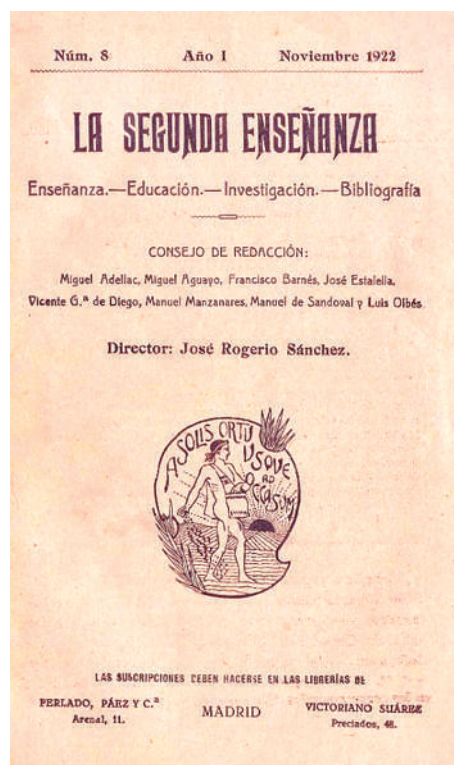 Núm. 8 Año I Noviembre 1922
LA SEGUNDA ENSEÑANZA
Enseñanza.—Educación.—Investigación.—Bibliografía
CONSEJO DE REDACCIÓN:
Miguel Adellac, Miguel Aguayo, Francisco Barnés, José Estalella,
Vicente G.ª de Diego, Manuel Manzanares, Manuel de Sandoval y Luis Olbés.
Director: José Rogerio Sánchez.
A SOLIS ORTU
VSQVE
AD
OCCASUM
LAS SUSCRIPCIONES DEBEN HACERSE EN LAS LIBRERÍAS DE
PERLADO, PÁEZ Y C.ª MADRID VICTORIANO SUÁREZ
Arenal, 11. Preciados, 48.